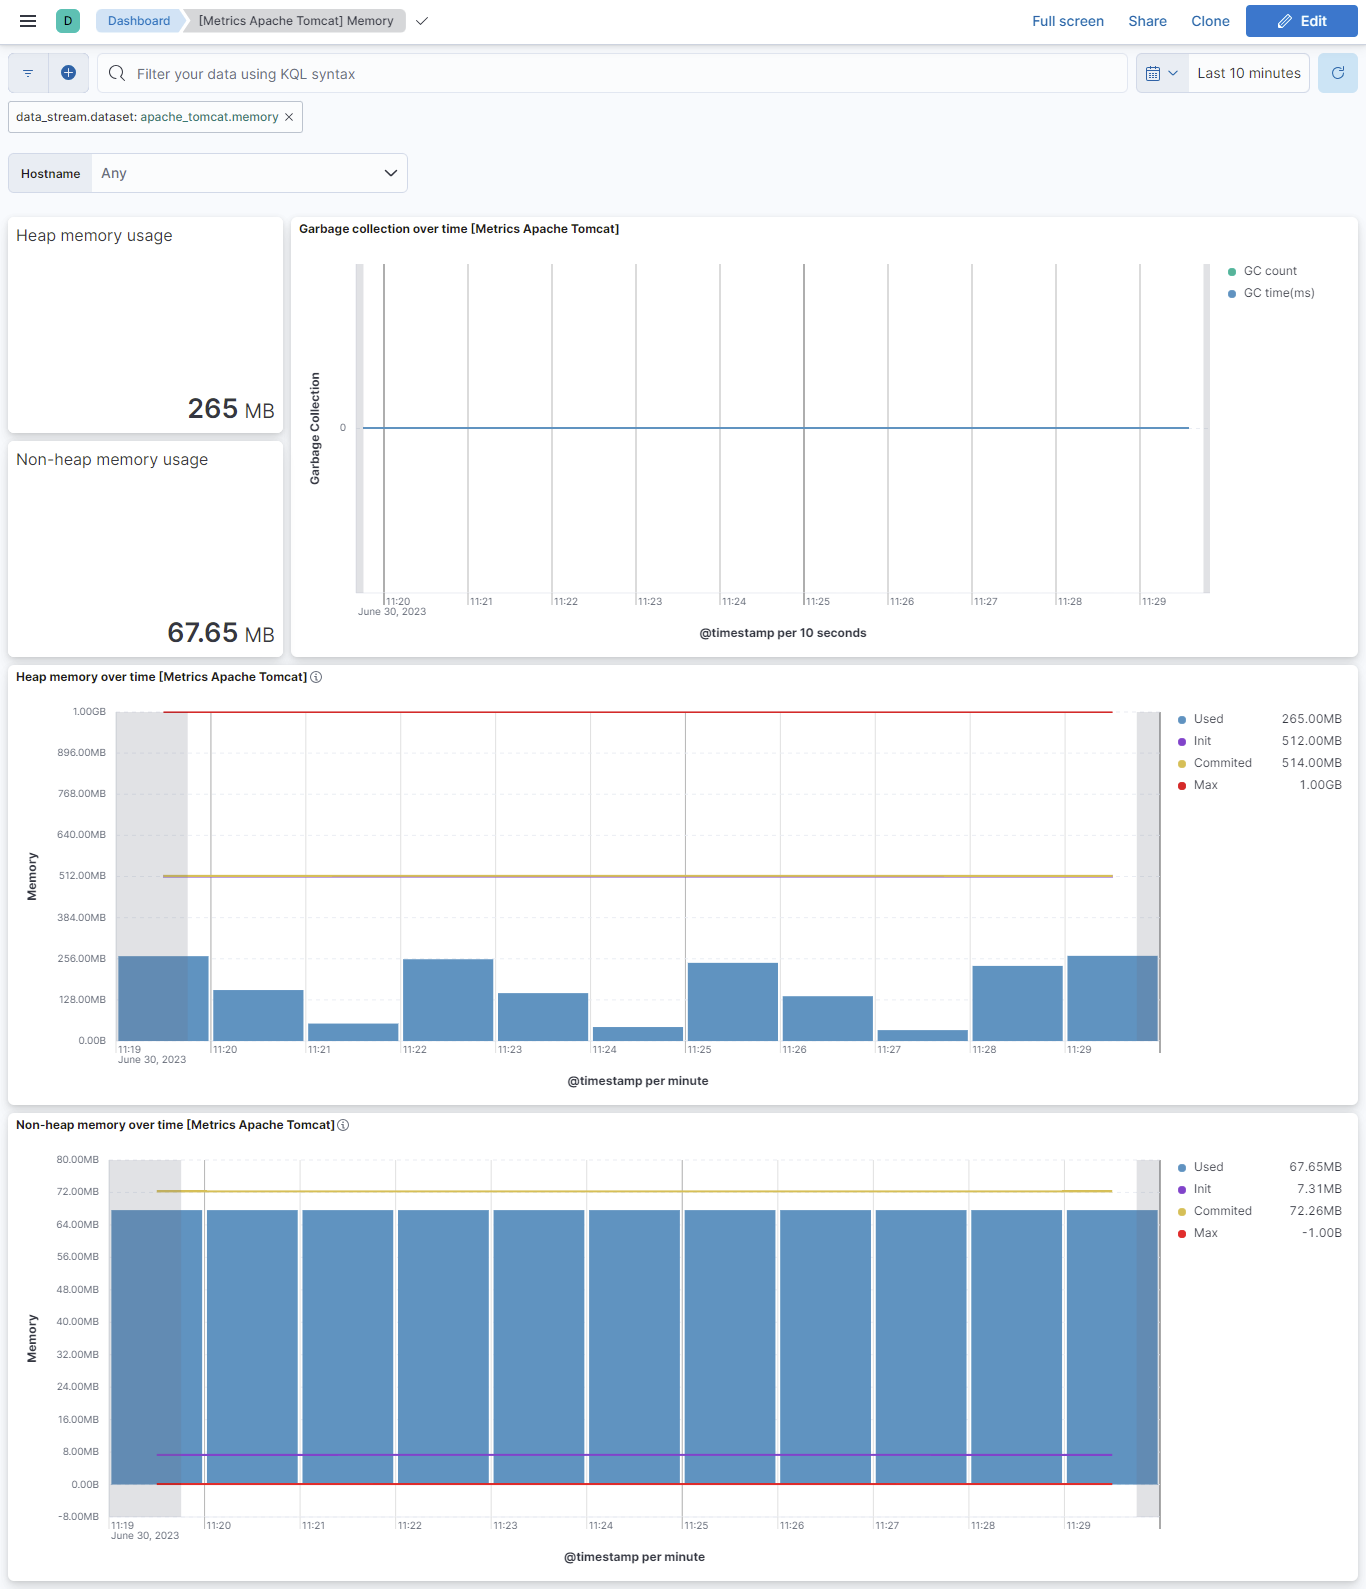 D
Dashboard
[Metrics Apache Tomcat] Memory
Full screen
Share
Clone
Edit
Filter your data using KQL syntax
Last 10 minutes
data_stream.dataset: apache_tomcat.memory
Hostname
Any
Heap memory usage
265 MB
Non-heap memory usage
67.65 MB
Garbage collection over time [Metrics Apache Tomcat]
GC count
GC time(ms)
Garbage Collection
0
11:20
11:21
11:22
11:23
11:24
11:25
11:26
11:27
11:28
11:29
June 30, 2023
@timestamp per 10 seconds
Heap memory over time [Metrics Apache Tomcat]
1.00GB
896.00MB
768.00MB
640.00MB
512.00MB
384.00MB
256.00MB
128.00MB
0.00B
Memory
Used 265.00MB
Init 512.00MB
Commited 514.00MB
Max 1.00GB
11:19
11:20
11:21
11:22
11:23
11:24
11:25
11:26
11:27
11:28
11:29
June 30, 2023
@timestamp per minute
Non-heap memory over time [Metrics Apache Tomcat]
80.00MB
72.00MB
64.00MB
56.00MB
48.00MB
40.00MB
32.00MB
24.00MB
16.00MB
8.00MB
0.00B
-8.00MB
Memory
Used 67.65MB
Init 7.31MB
Commited 72.26MB
Max -1.00B
11:19
11:20
11:21
11:22
11:23
11:24
11:25
11:26
11:27
11:28
11:29
June 30, 2023
@timestamp per minute